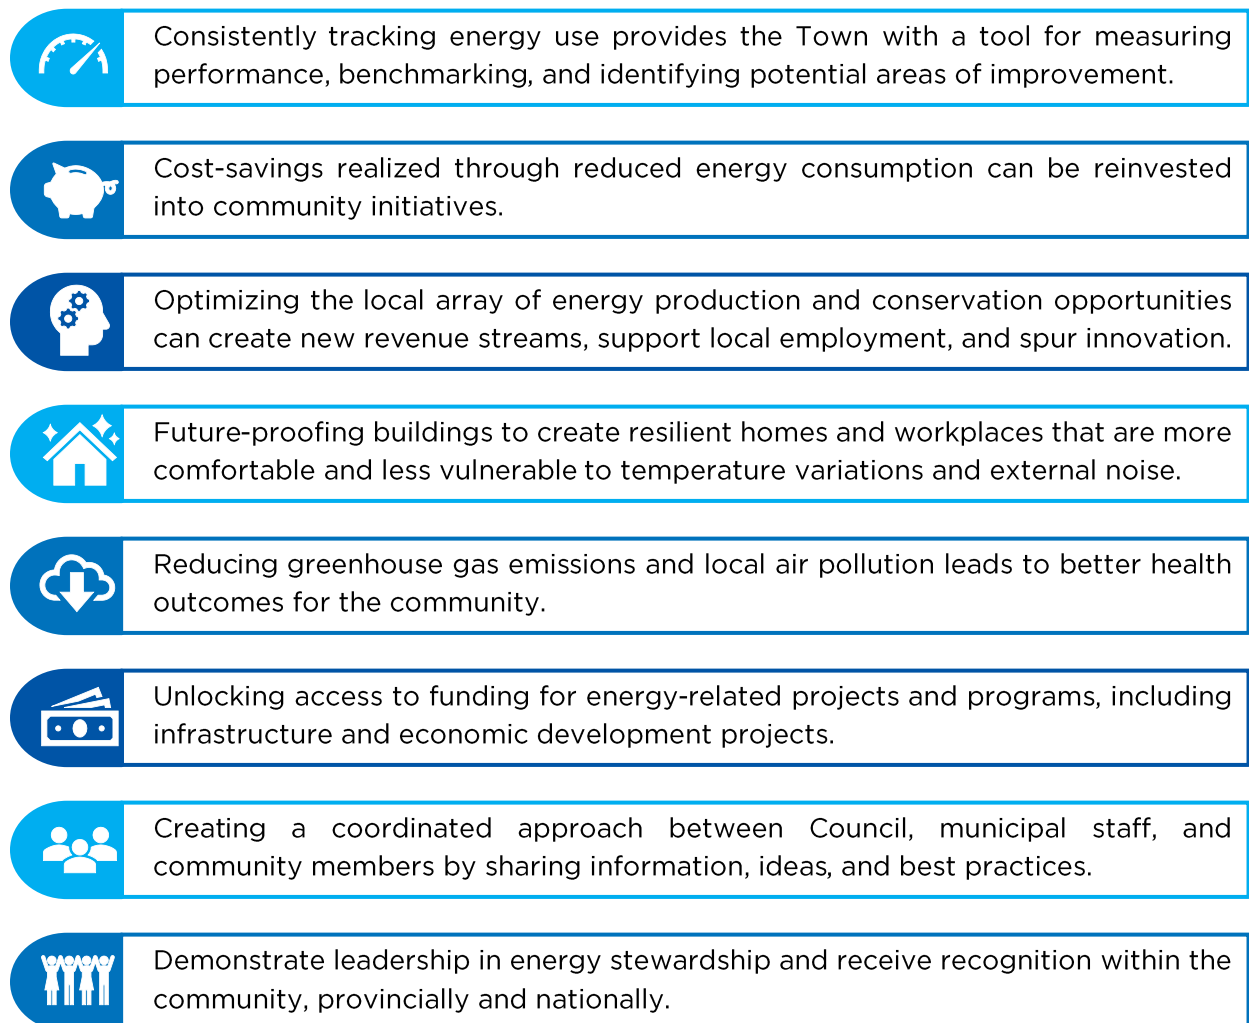 Consistently tracking energy use provides the Town with a tool for measuring
performance, benchmarking, and identifying potential areas of improvement.
Cost-savings realized through reduced energy consumption can be reinvested
into community initiatives.
Optimizing the local array of energy production and conservation opportunities
can create new revenue streams, support local employment, and spur innovation.
Future-proofing buildings to create resilient homes and workplaces that are more
comfortable and less vulnerable to temperature variations and external noise.
Reducing greenhouse gas emissions and local air pollution leads to better health
outcomes for the community.
Unlocking access to funding for energy-related projects and programs, including
infrastructure and economic development projects.
Creating a coordinated approach between Council, municipal staff, and
community members by sharing information, ideas, and best practices.
Demonstrate leadership in energy stewardship and receive recognition within the
community, provincially and nationally.